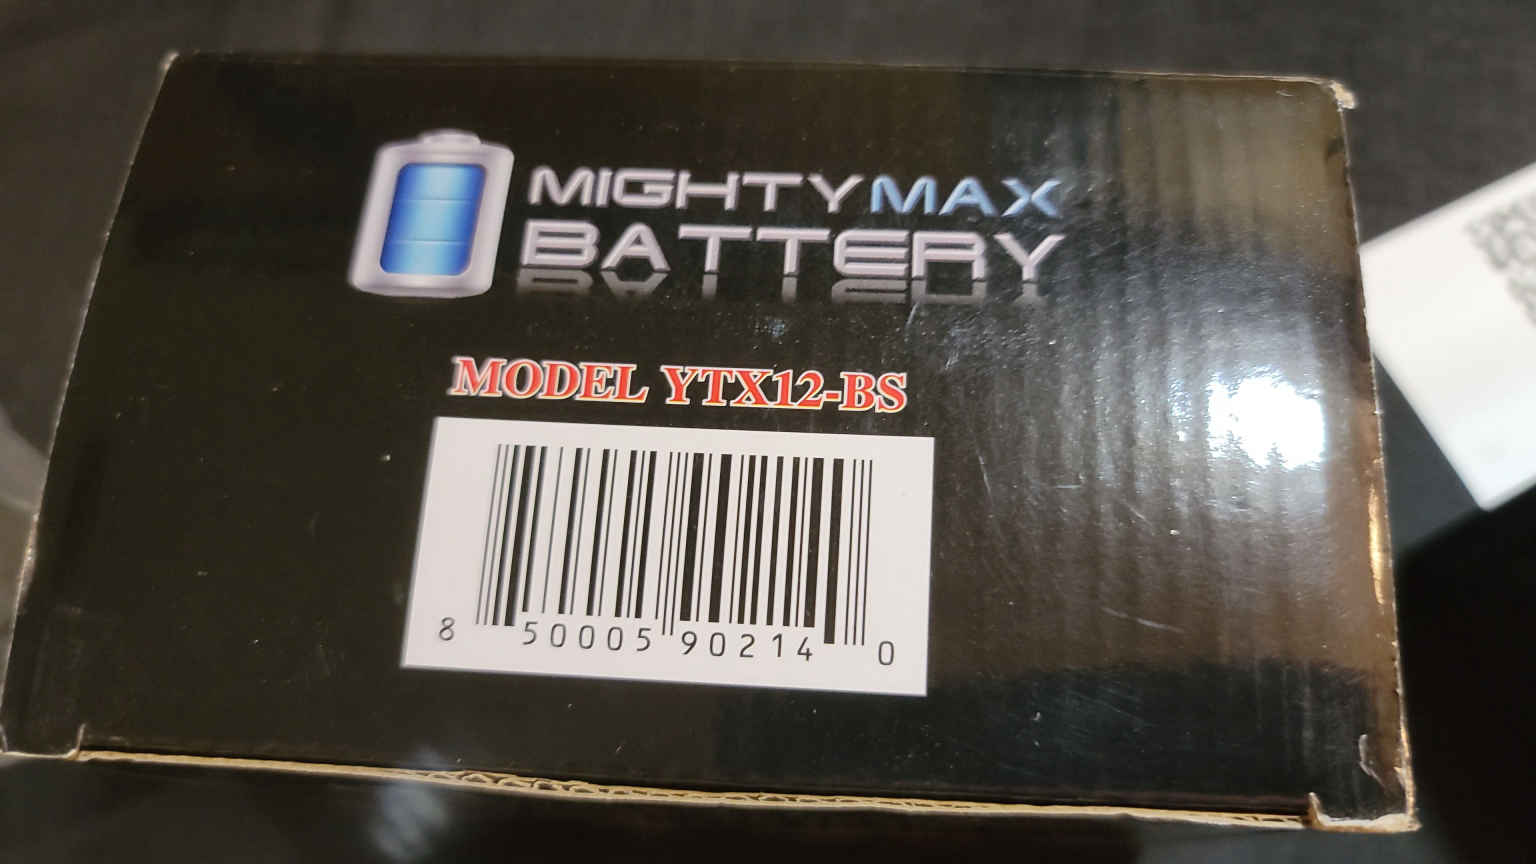 MIGHTYMAX
BATTERY
MODEL YTX12-BS
8 50005 90214 0